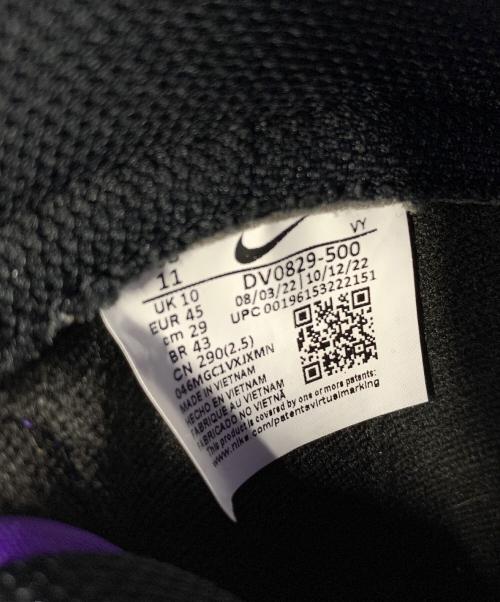 VY
11
DV0829-500
UK 10
08/03/22 | 10/12/22
EUR 45
UPC 00196153222151
cm 29
BR 43
CN 290(2.5)
046MGC1VXJXMN
MADE IN VIETNAM
HECHO EN VIETNAM
FABRIQUE AU VIETNAM
FABRICADO NO VIETNÃ
This product is covered by one or more patents:
www.nike.com/patentsvirtualmarking